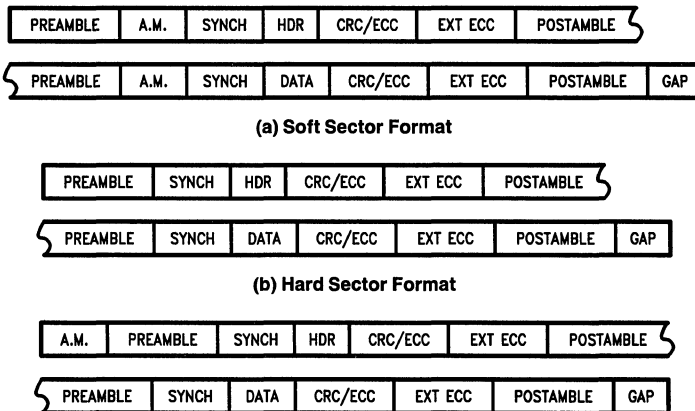 PREAMBLE A.M. SYNCH HDR CRC/ECC EXT ECC POSTAMBLE
PREAMBLE A.M. SYNCH DATA CRC/ECC EXT ECC POSTAMBLE GAP
(a) Soft Sector Format
PREAMBLE SYNCH HDR CRC/ECC EXT ECC POSTAMBLE
PREAMBLE SYNCH DATA CRC/ECC EXT ECC POSTAMBLE GAP
(b) Hard Sector Format
A.M. PREAMBLE SYNCH HDR CRC/ECC EXT ECC POSTAMBLE
PREAMBLE SYNCH DATA CRC/ECC EXT ECC POSTAMBLE GAP